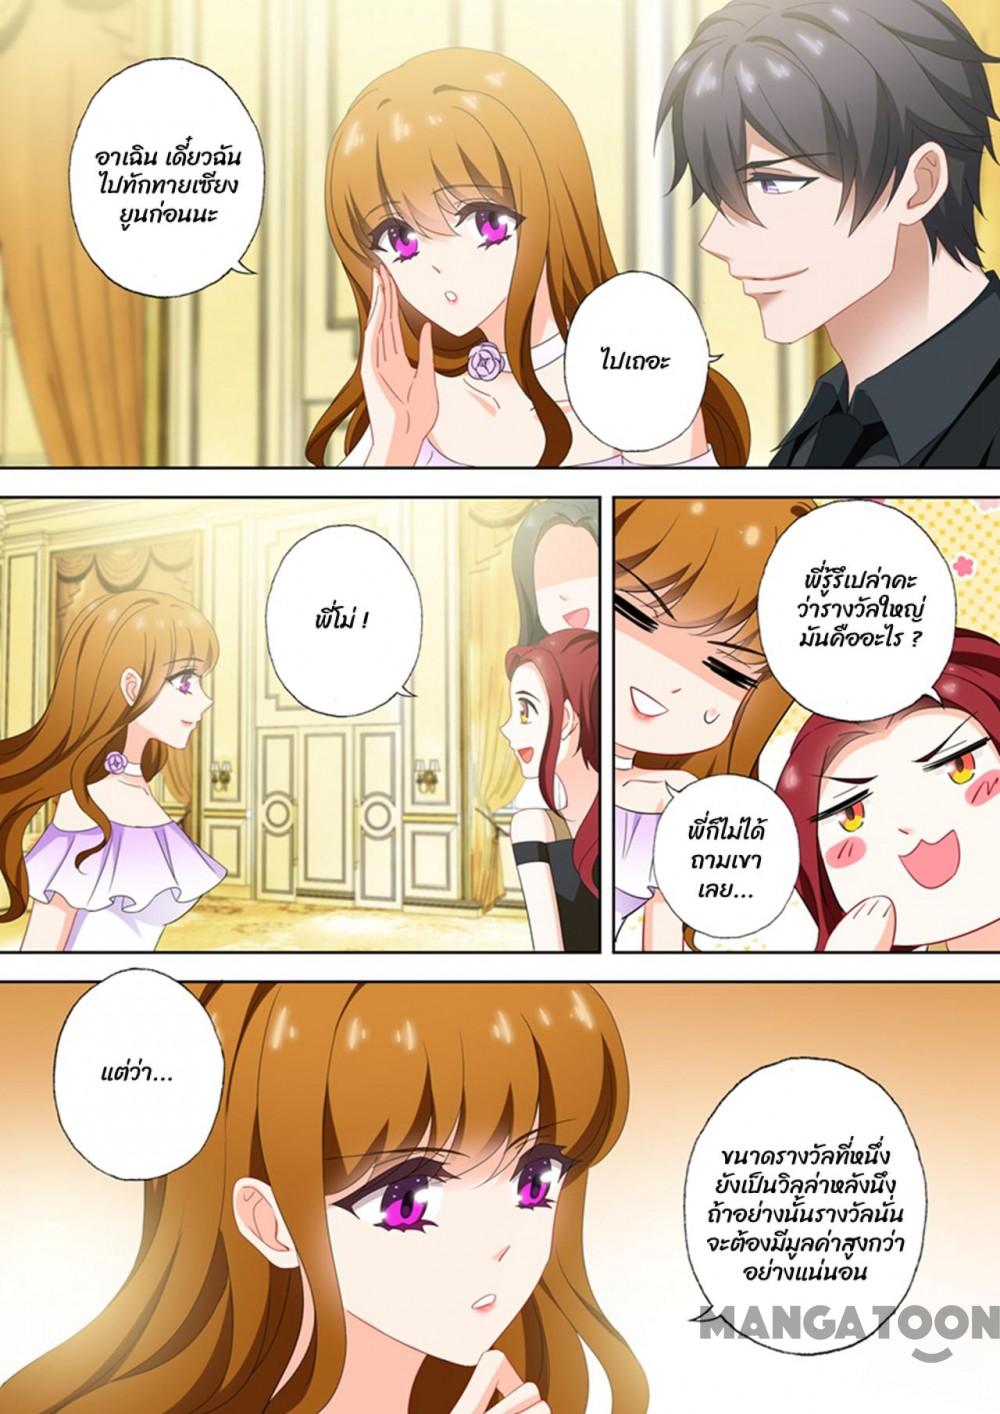 อาเฉิน เดี๋ยวฉัน
ไปทักทายเซียง
ยูนก่อนนะ
ไปเถอะ
พี่โม่ !
พี่รู้รึเปล่าคะ
ว่ารางวัลใหญ่
มันคืออะไร ?
พี่ก็ไม่ได้
ถามเขา
เลย...
แต่ว่า...
ขนาดรางวัลที่หนึ่ง
ยังเป็นวิลล่าหลังนึง
ถ้าอย่างนั้นรางวัลนั่น
จะต้องมีมูลค่าสูงกว่า
อย่างแน่นอน
MANGATOON
@MANGATOON